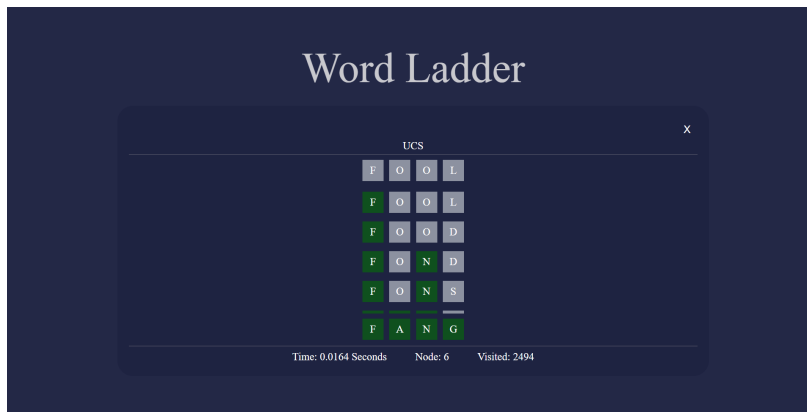 Word Ladder
X
UCS
F O O L
F O O L
F O O D
F O N D
F O N S
F A N G
Time: 0.0164 Seconds Node: 6 Visited: 2494